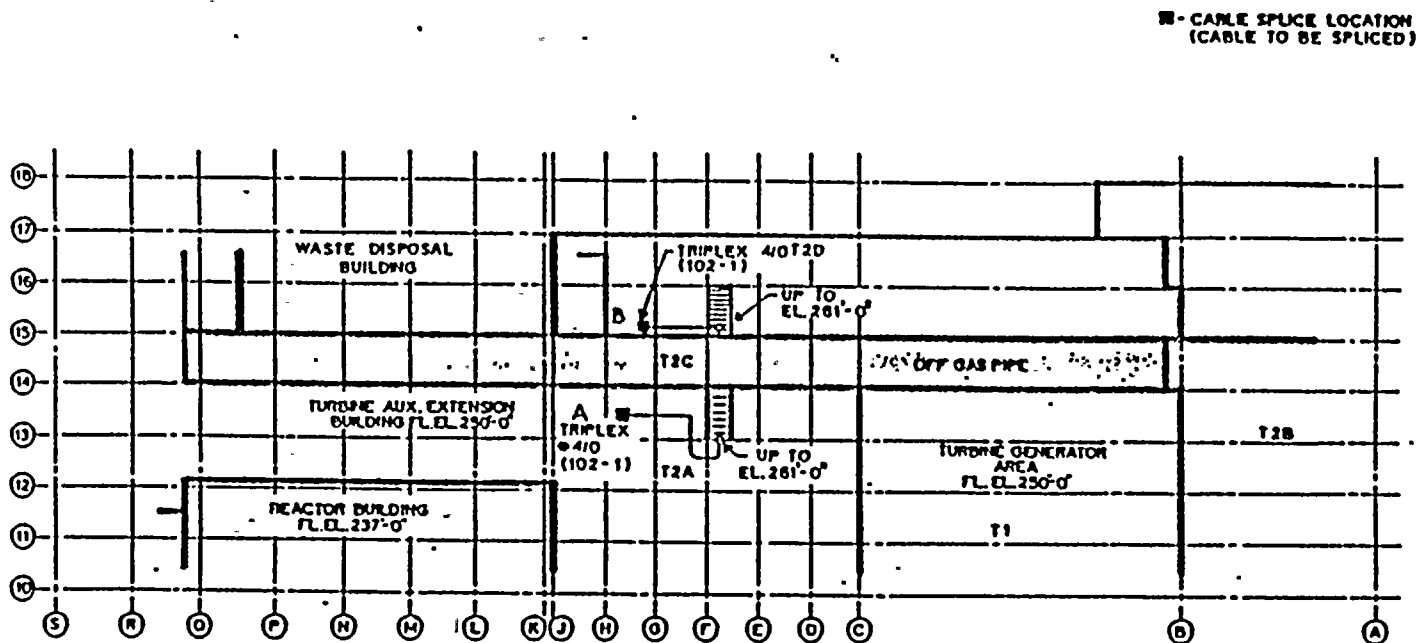 - CABLE SPLICE LOCATION
(CABLE TO BE SPLICED)
18
17
16
15
14
13
12
11
10
WASTE DISPOSAL
BUILDING
TRIPLEX 4/0 T2D
(102-1)
UP TO
EL. 261'-0"
B
T2C
OFF GAS PIPE
TURBINE AUX. EXTENSION
BUILDING FL. EL. 250'-0"
A
TRIPLEX
4/0
(102-1)
T2A
UP TO
EL. 261'-0"
TURBINE GENERATOR
AREA
FL. EL. 250'-0"
T2B
REACTOR BUILDING
FL. EL. 237'-0"
T1
S R Q P N M L K J H G F E D C B A